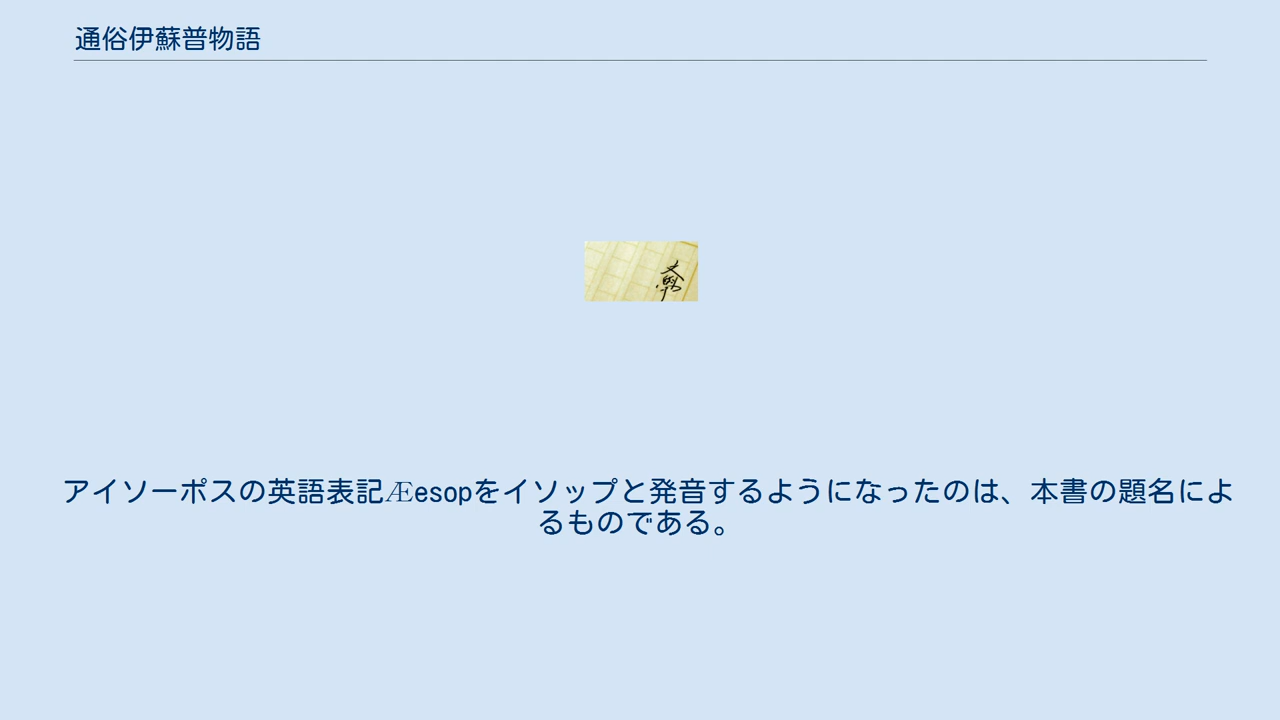 通俗伊蘇普物語
アイソーポスの英語表記Æesopをイソップと発音するようになったのは、本書の題名によ
るものである。